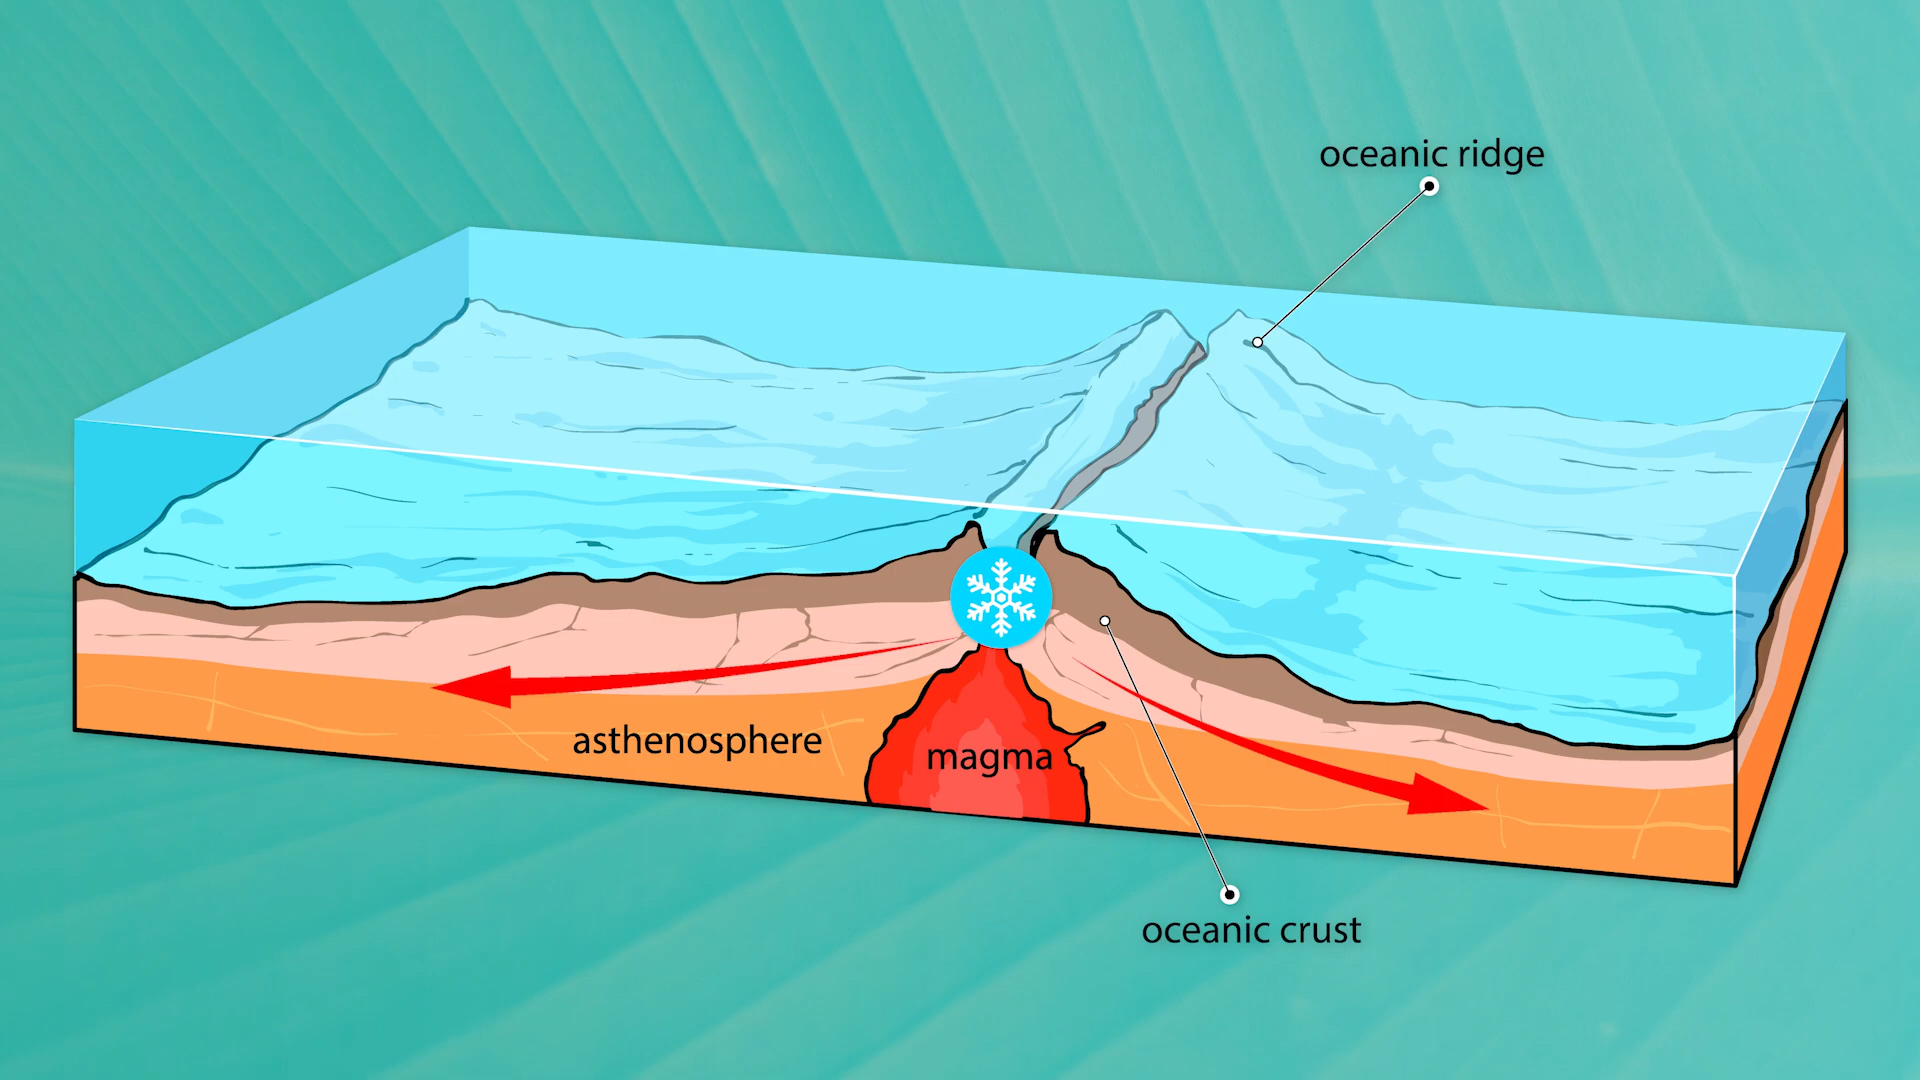 oceanic ridge
asthenosphere
magma
oceanic crust